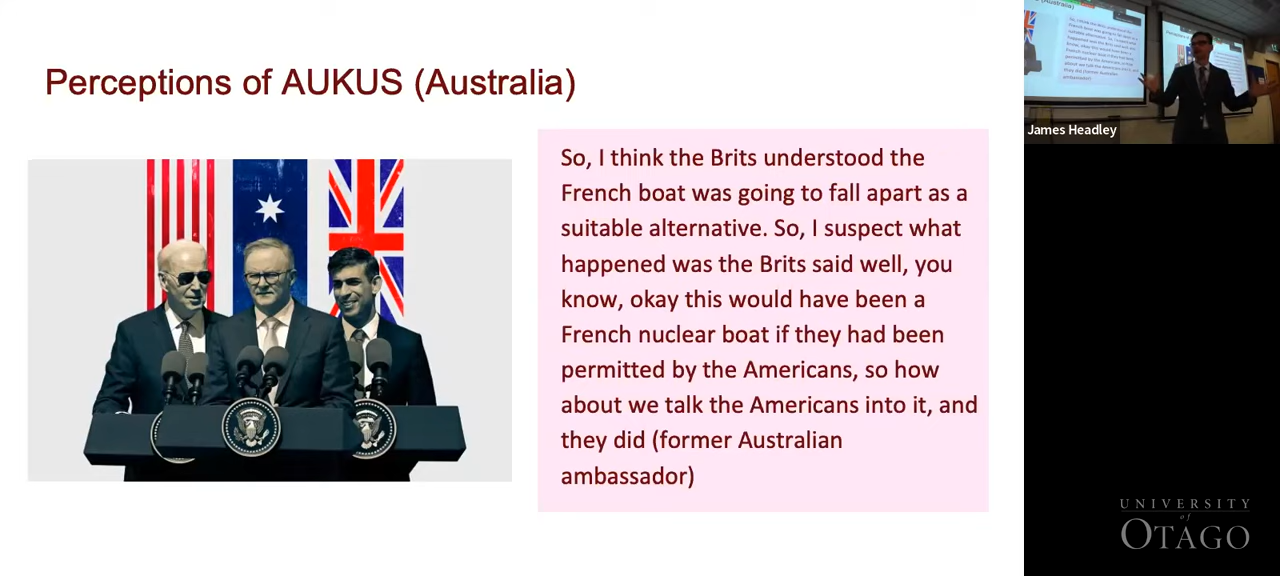 Perceptions of AUKUS (Australia)
So, I think the Brits understood the
French boat was going to fall apart as a
suitable alternative. So, I suspect what
happened was the Brits said well, you
know, okay this would have been a
French nuclear boat if they had been
permitted by the Americans, so how
about we talk the Americans into it, and
they did (former Australian
ambassador)
James Headley
UNIVERSITY
of
OTAGO